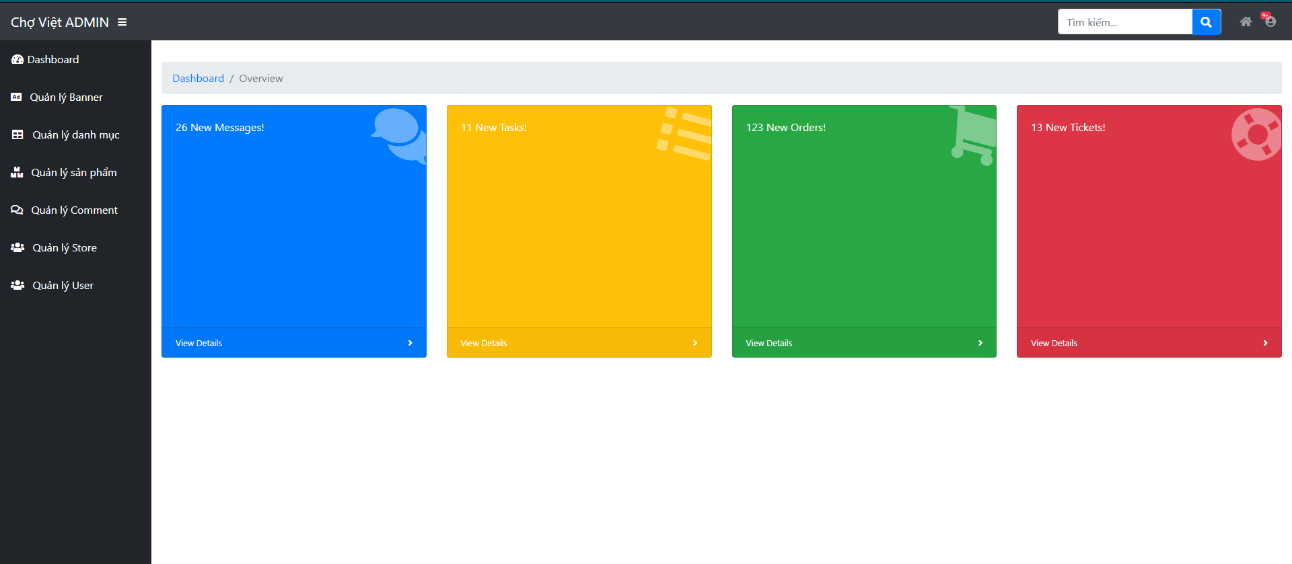 Chợ Việt ADMIN
Tìm kiếm...
9+
Dashboard
Ad Quản lý Banner
Quản lý danh mục
Quản lý sản phẩm
Quản lý Comment
Quản lý Store
Quản lý User
Dashboard / Overview
26 New Messages!
View Details
11 New Tasks!
View Details
123 New Orders!
View Details
13 New Tickets!
View Details